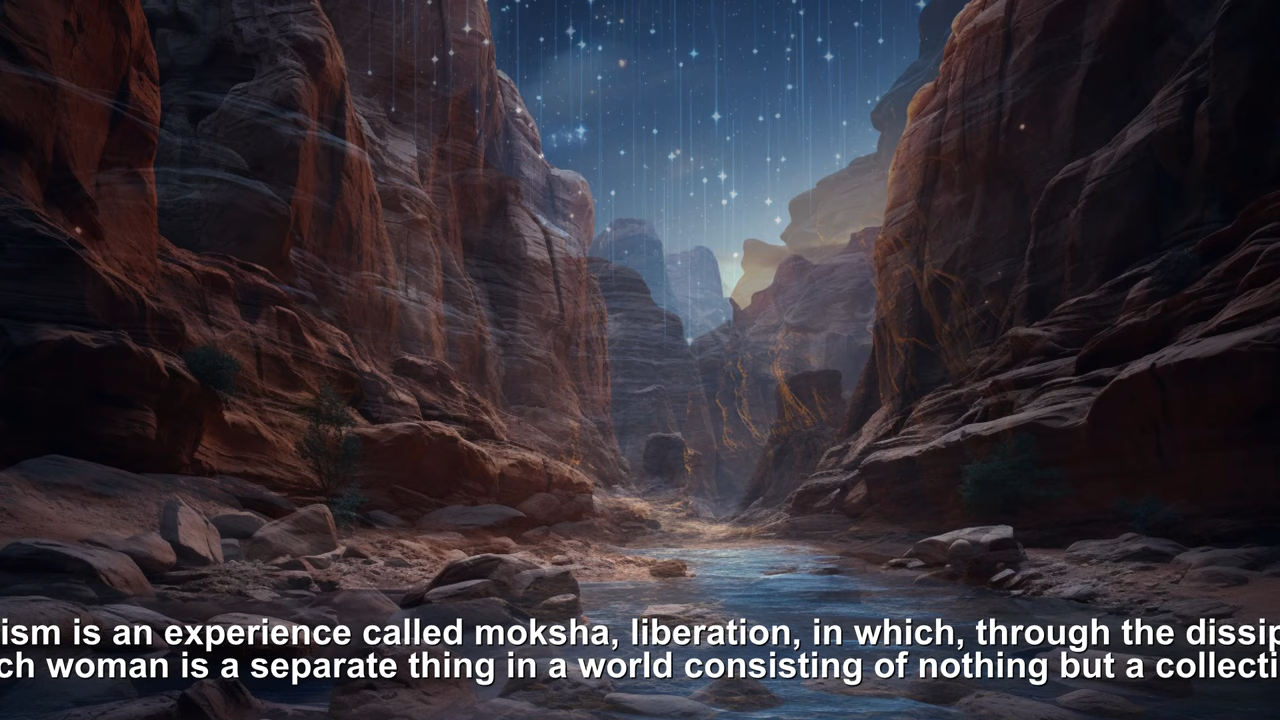 ism is an experience called moksha, liberation, in which, through the dissip
ch woman is a separate thing in a world consisting of nothing but a collecti